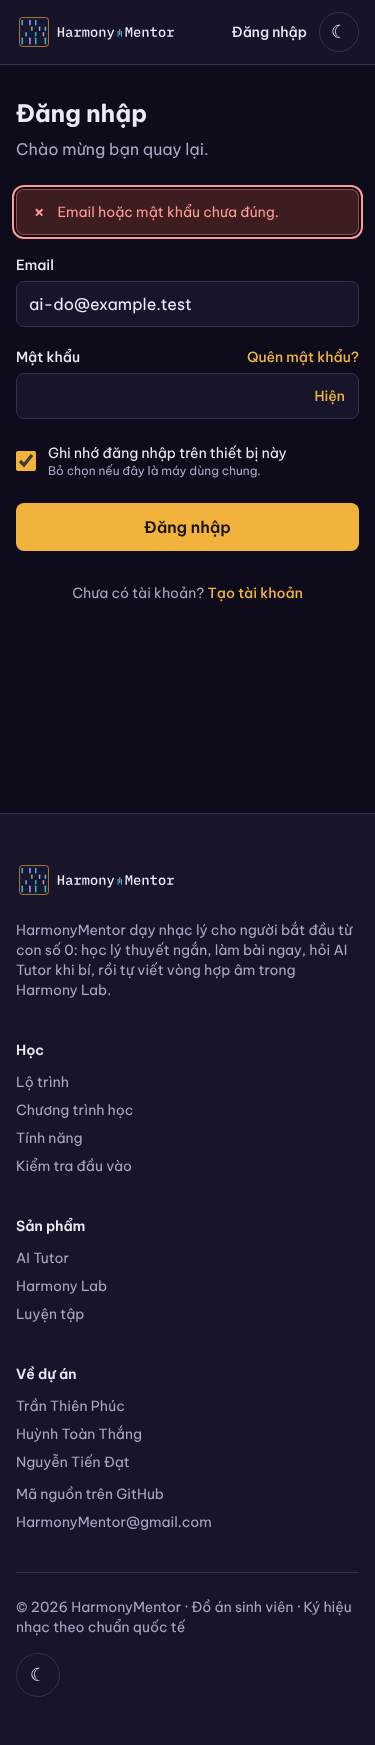 HarmonyMentor
Đăng nhập
Đăng nhập
Chào mừng bạn quay lại.
× Email hoặc mật khẩu chưa đúng.
Email
ai-do@example.test
Mật khẩu
Quên mật khẩu?
Hiện
Ghi nhớ đăng nhập trên thiết bị này
Bỏ chọn nếu đây là máy dùng chung.
Đăng nhập
Chưa có tài khoản? Tạo tài khoản
HarmonyMentor
HarmonyMentor dạy nhạc lý cho người bắt đầu từ
con số 0: học lý thuyết ngắn, làm bài ngay, hỏi AI
Tutor khi bí, rồi tự viết vòng hợp âm trong
Harmony Lab.
Học
Lộ trình
Chương trình học
Tính năng
Kiểm tra đầu vào
Sản phẩm
AI Tutor
Harmony Lab
Luyện tập
Về dự án
Trần Thiên Phúc
Huỳnh Toàn Thắng
Nguyễn Tiến Đạt
Mã nguồn trên GitHub
HarmonyMentor@gmail.com
© 2026 HarmonyMentor · Đồ án sinh viên · Ký hiệu
nhạc theo chuẩn quốc tế